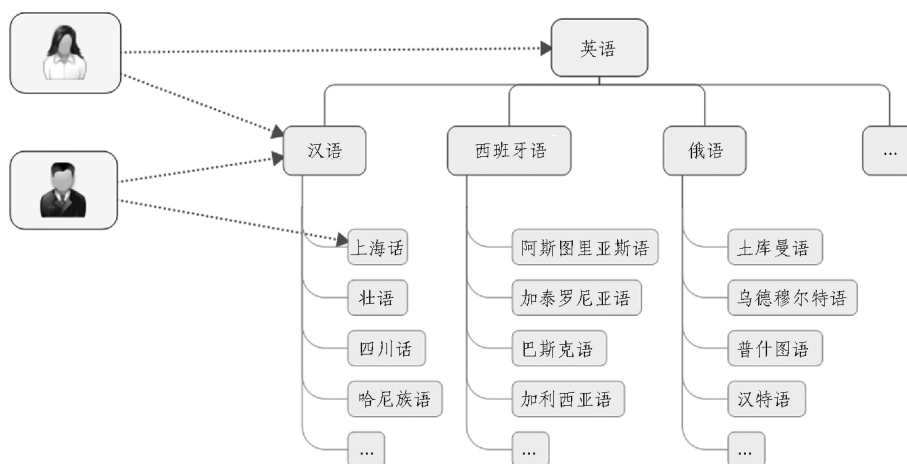 英语
汉语
西班牙语
俄语
...
上海话
阿斯图里亚斯语
土库曼语
壮语
加泰罗尼亚语
乌德穆尔特语
四川话
巴斯克语
普什图语
哈尼族语
加利西亚语
汉特语
...
...
...